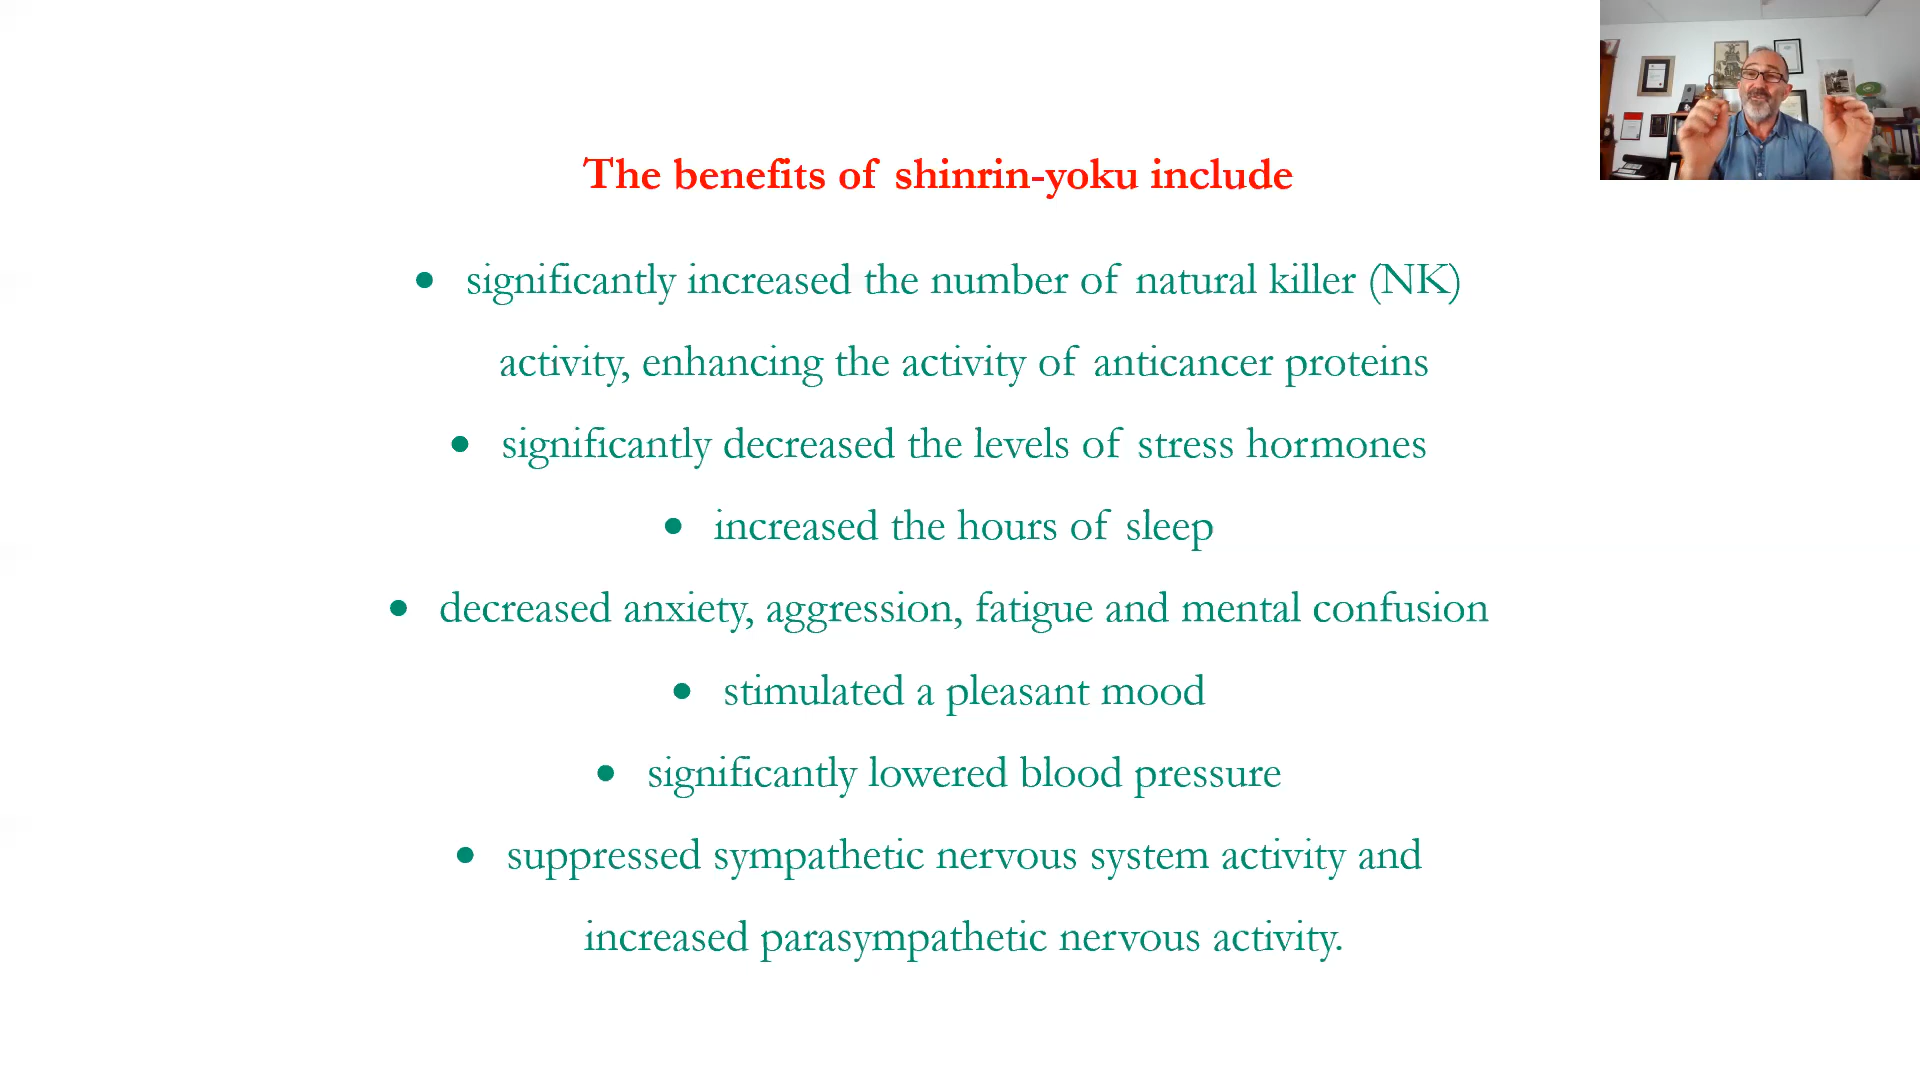 The benefits of shinrin-yoku include
• significantly increased the number of natural killer (NK)
activity, enhancing the activity of anticancer proteins
• significantly decreased the levels of stress hormones
• increased the hours of sleep
• decreased anxiety, aggression, fatigue and mental confusion
• stimulated a pleasant mood
• significantly lowered blood pressure
• suppressed sympathetic nervous system activity and
increased parasympathetic nervous activity.